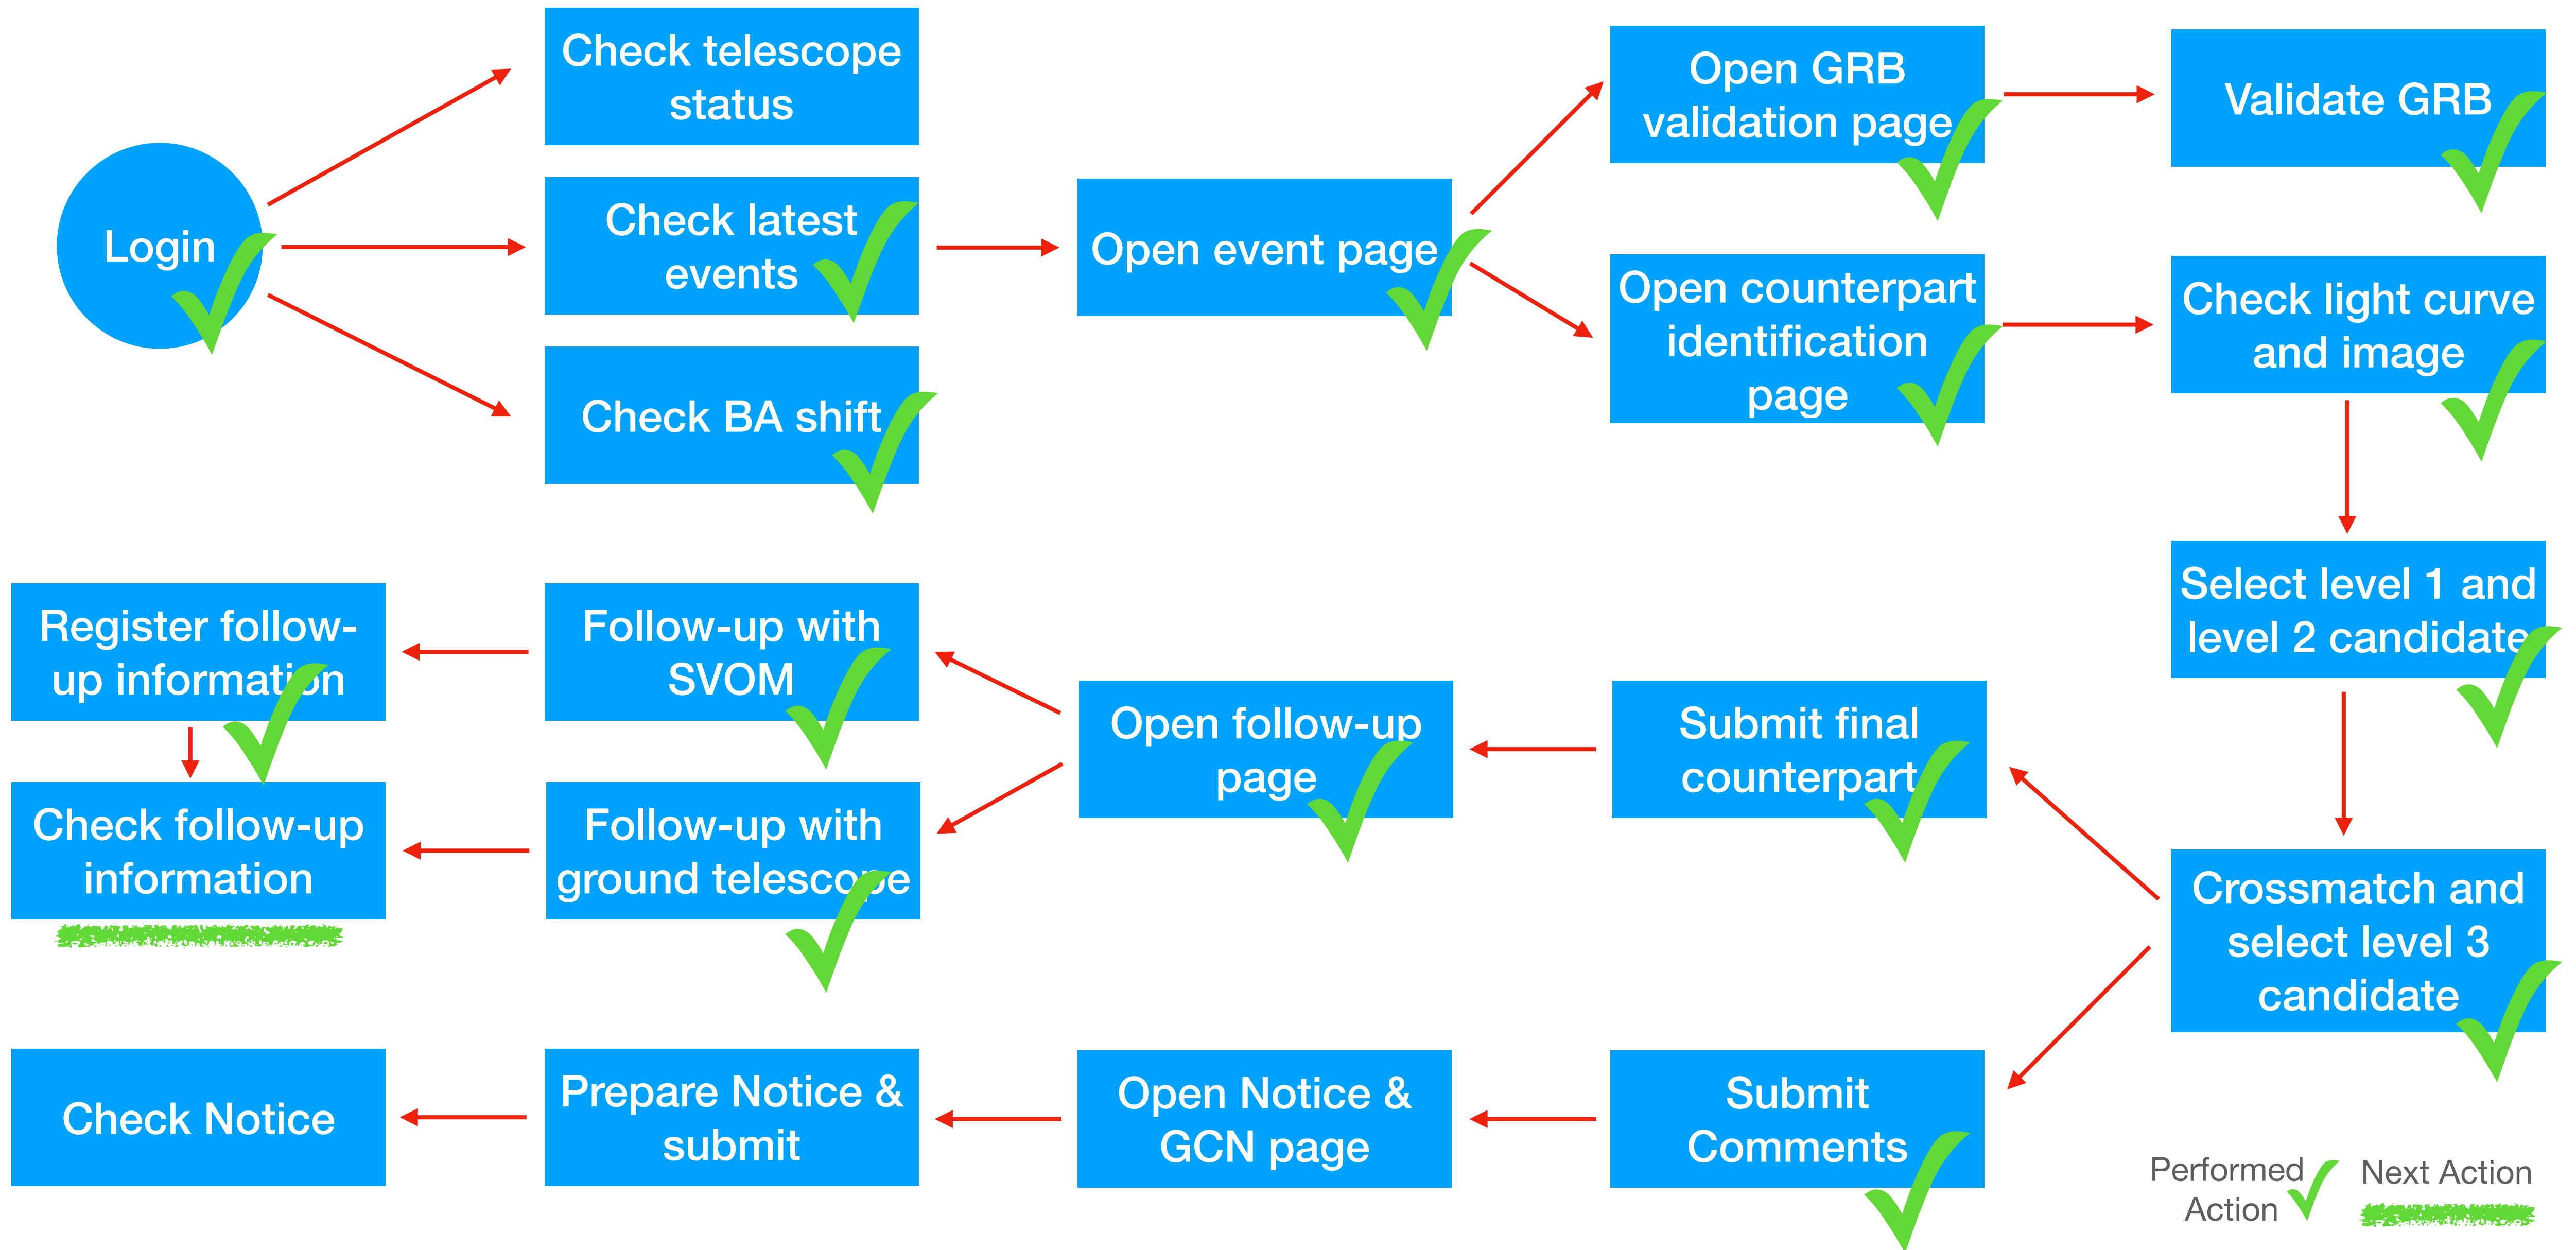 Login
Check telescope
status
Check latest
events
Check BA shift
Open event page
Open GRB
validation page
Validate GRB
Open counterpart
identification
page
Check light curve
and image
Select level 1 and
level 2 candidate
Crossmatch and
select level 3
candidate
Submit final
counterpart
Open follow-up
page
Follow-up with
SVOM
Register follow-
up information
Follow-up with
ground telescope
Check follow-up
information
Submit
Comments
Open Notice &
GCN page
Prepare Notice &
submit
Check Notice
Performed
Action
Next Action